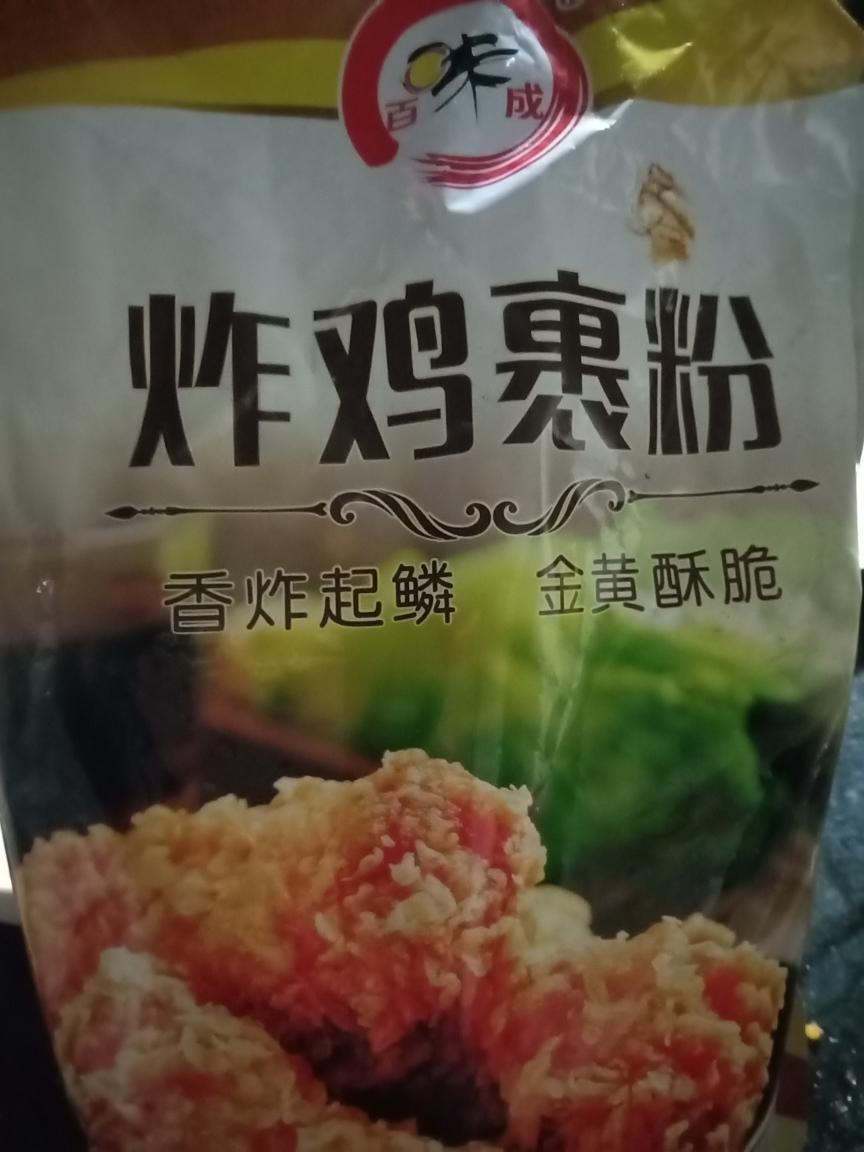 百味成
炸鸡裹粉
香炸起鳞 金黄酥脆